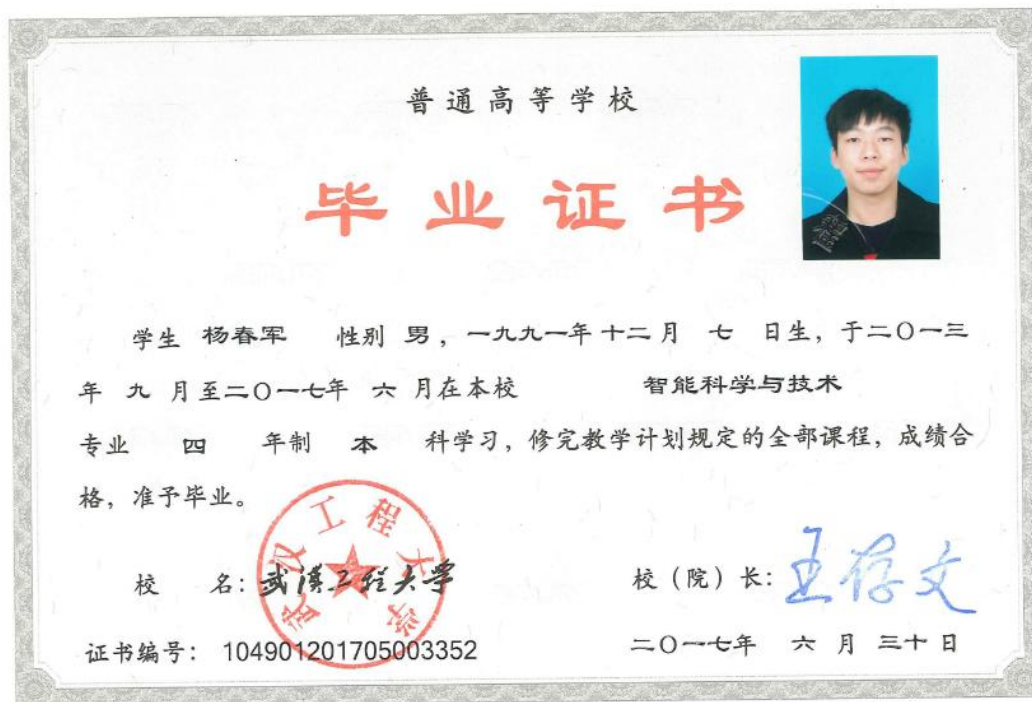 普通高等学校
毕业证书
学生 杨春军 性别 男，一九九一年十二月 七 日生，于二〇一三
年 九 月至二〇一七年 六 月在本校 智能科学与技术
专业 四 年制 本 科学习，修完教学计划规定的全部课程，成绩合
格，准予毕业。
校 名：武汉工程大学
武汉工程大学
校（院）长：王存文
证书编号： 104901201705003352
二〇一七年 六 月 三十 日